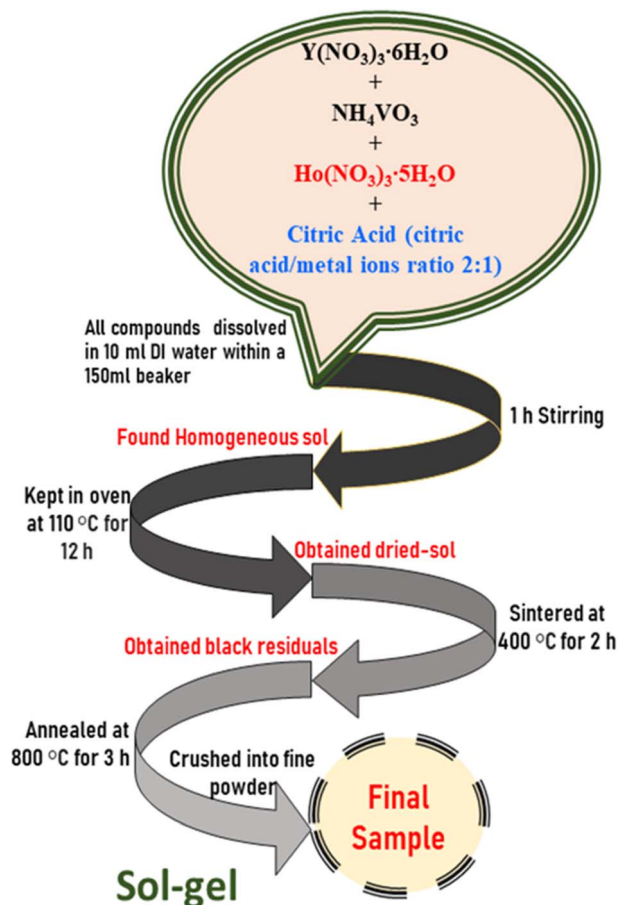 Y(NO₃)₃·6H₂O
+
NH₄VO₃
+
Ho(NO₃)₃·5H₂O
+
Citric Acid (citric
acid/metal ions ratio 2:1)
All compounds dissolved
in 10 ml DI water within a
150ml beaker
1 h Stirring
Found Homogeneous sol
Kept in oven
at 110 °C for
12 h
Obtained dried-sol
Sintered at
400 °C for 2 h
Obtained black residuals
Annealed at
800 °C for 3 h
Crushed into fine
powder
Final
Sample
Sol-gel